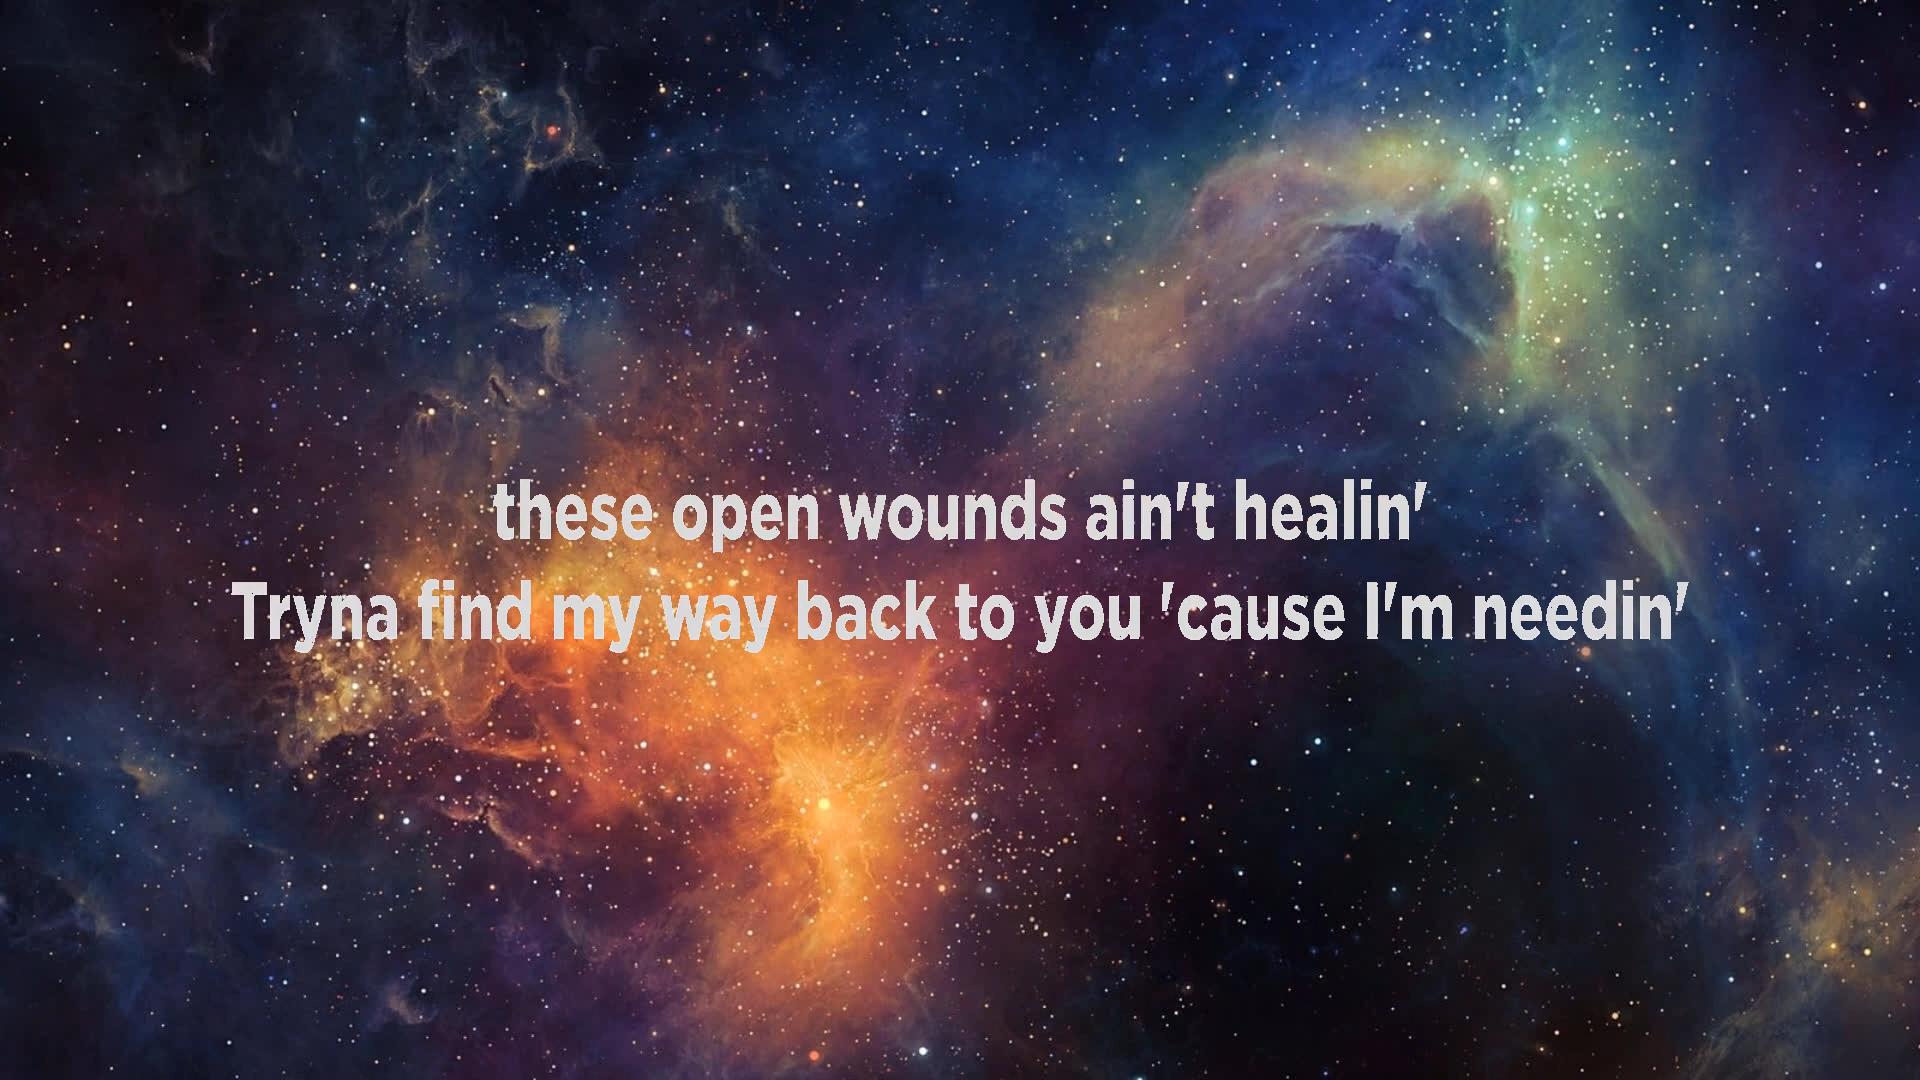 these open wounds ain't healin'
Tryna find my way back to you 'cause I'm needin'